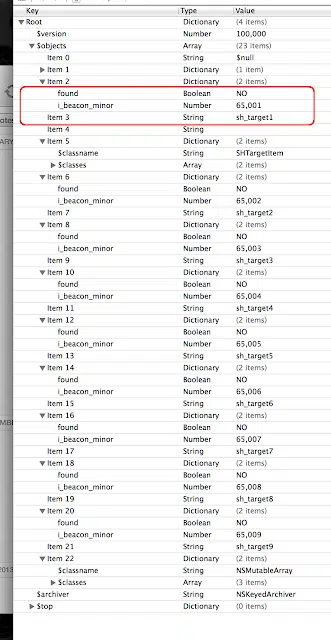 Key Type Value
▼Root Dictionary (4 items)
$version Number 100,000
▼$objects Array (23 items)
Item 0 String $null
▶Item 1 Dictionary (1 item)
▼Item 2 Dictionary (2 items)
found Boolean NO
i_beacon_minor Number 65,001
Item 3 String sh_target1
Item 4 String
▼Item 5 Dictionary (2 items)
$classname String SHTargetItem
▶$classes Array (2 items)
▼Item 6 Dictionary (2 items)
found Boolean NO
i_beacon_minor Number 65,002
Item 7 String sh_target2
▼Item 8 Dictionary (2 items)
found Boolean NO
i_beacon_minor Number 65,003
Item 9 String sh_target3
▼Item 10 Dictionary (2 items)
found Boolean NO
i_beacon_minor Number 65,004
Item 11 String sh_target4
▼Item 12 Dictionary (2 items)
found Boolean NO
i_beacon_minor Number 65,005
Item 13 String sh_target5
▼Item 14 Dictionary (2 items)
found Boolean NO
i_beacon_minor Number 65,006
Item 15 String sh_target6
▼Item 16 Dictionary (2 items)
found Boolean NO
i_beacon_minor Number 65,007
Item 17 String sh_target7
▼Item 18 Dictionary (2 items)
found Boolean NO
i_beacon_minor Number 65,008
Item 19 String sh_target8
▼Item 20 Dictionary (2 items)
found Boolean NO
i_beacon_minor Number 65,009
Item 21 String sh_target9
▼Item 22 Dictionary (2 items)
$classname String NSMutableArray
▶$classes Array (3 items)
$archiver String NSKeyedArchiver
▶$top Dictionary (0 items)